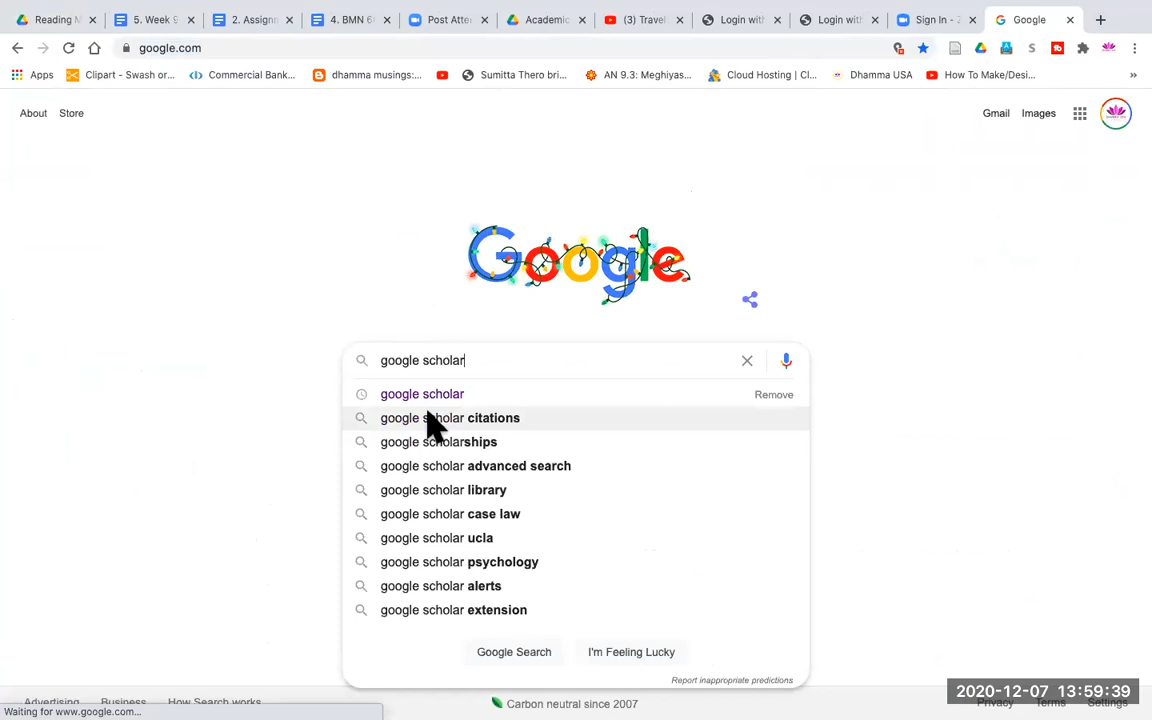 Reading M
5. Week 9
2. Assignm
4. BMN 6
Post Atte
Academic
(3) Travel
Login with
Login with
Sign In - Z
Google
google.com
Apps
Clipart - Swash or...
Commercial Bank...
dhamma musings:...
Sumitta Thero bri...
AN 9.3: Meghiyas...
Cloud Hosting | Cl...
Dhamma USA
How To Make/Desi...
About
Store
Gmail
Images
Google
google scholar
google scholar
Remove
google scholar citations
google scholarships
google scholar advanced search
google scholar library
google scholar case law
google scholar ucla
google scholar psychology
google scholar alerts
google scholar extension
Google Search
I'm Feeling Lucky
Report inappropriate predictions
2020-12-07 13:59:39
Advertising
Business
How Search works
Carbon neutral since 2007
Privacy
Terms
Settings
Waiting for www.google.com...